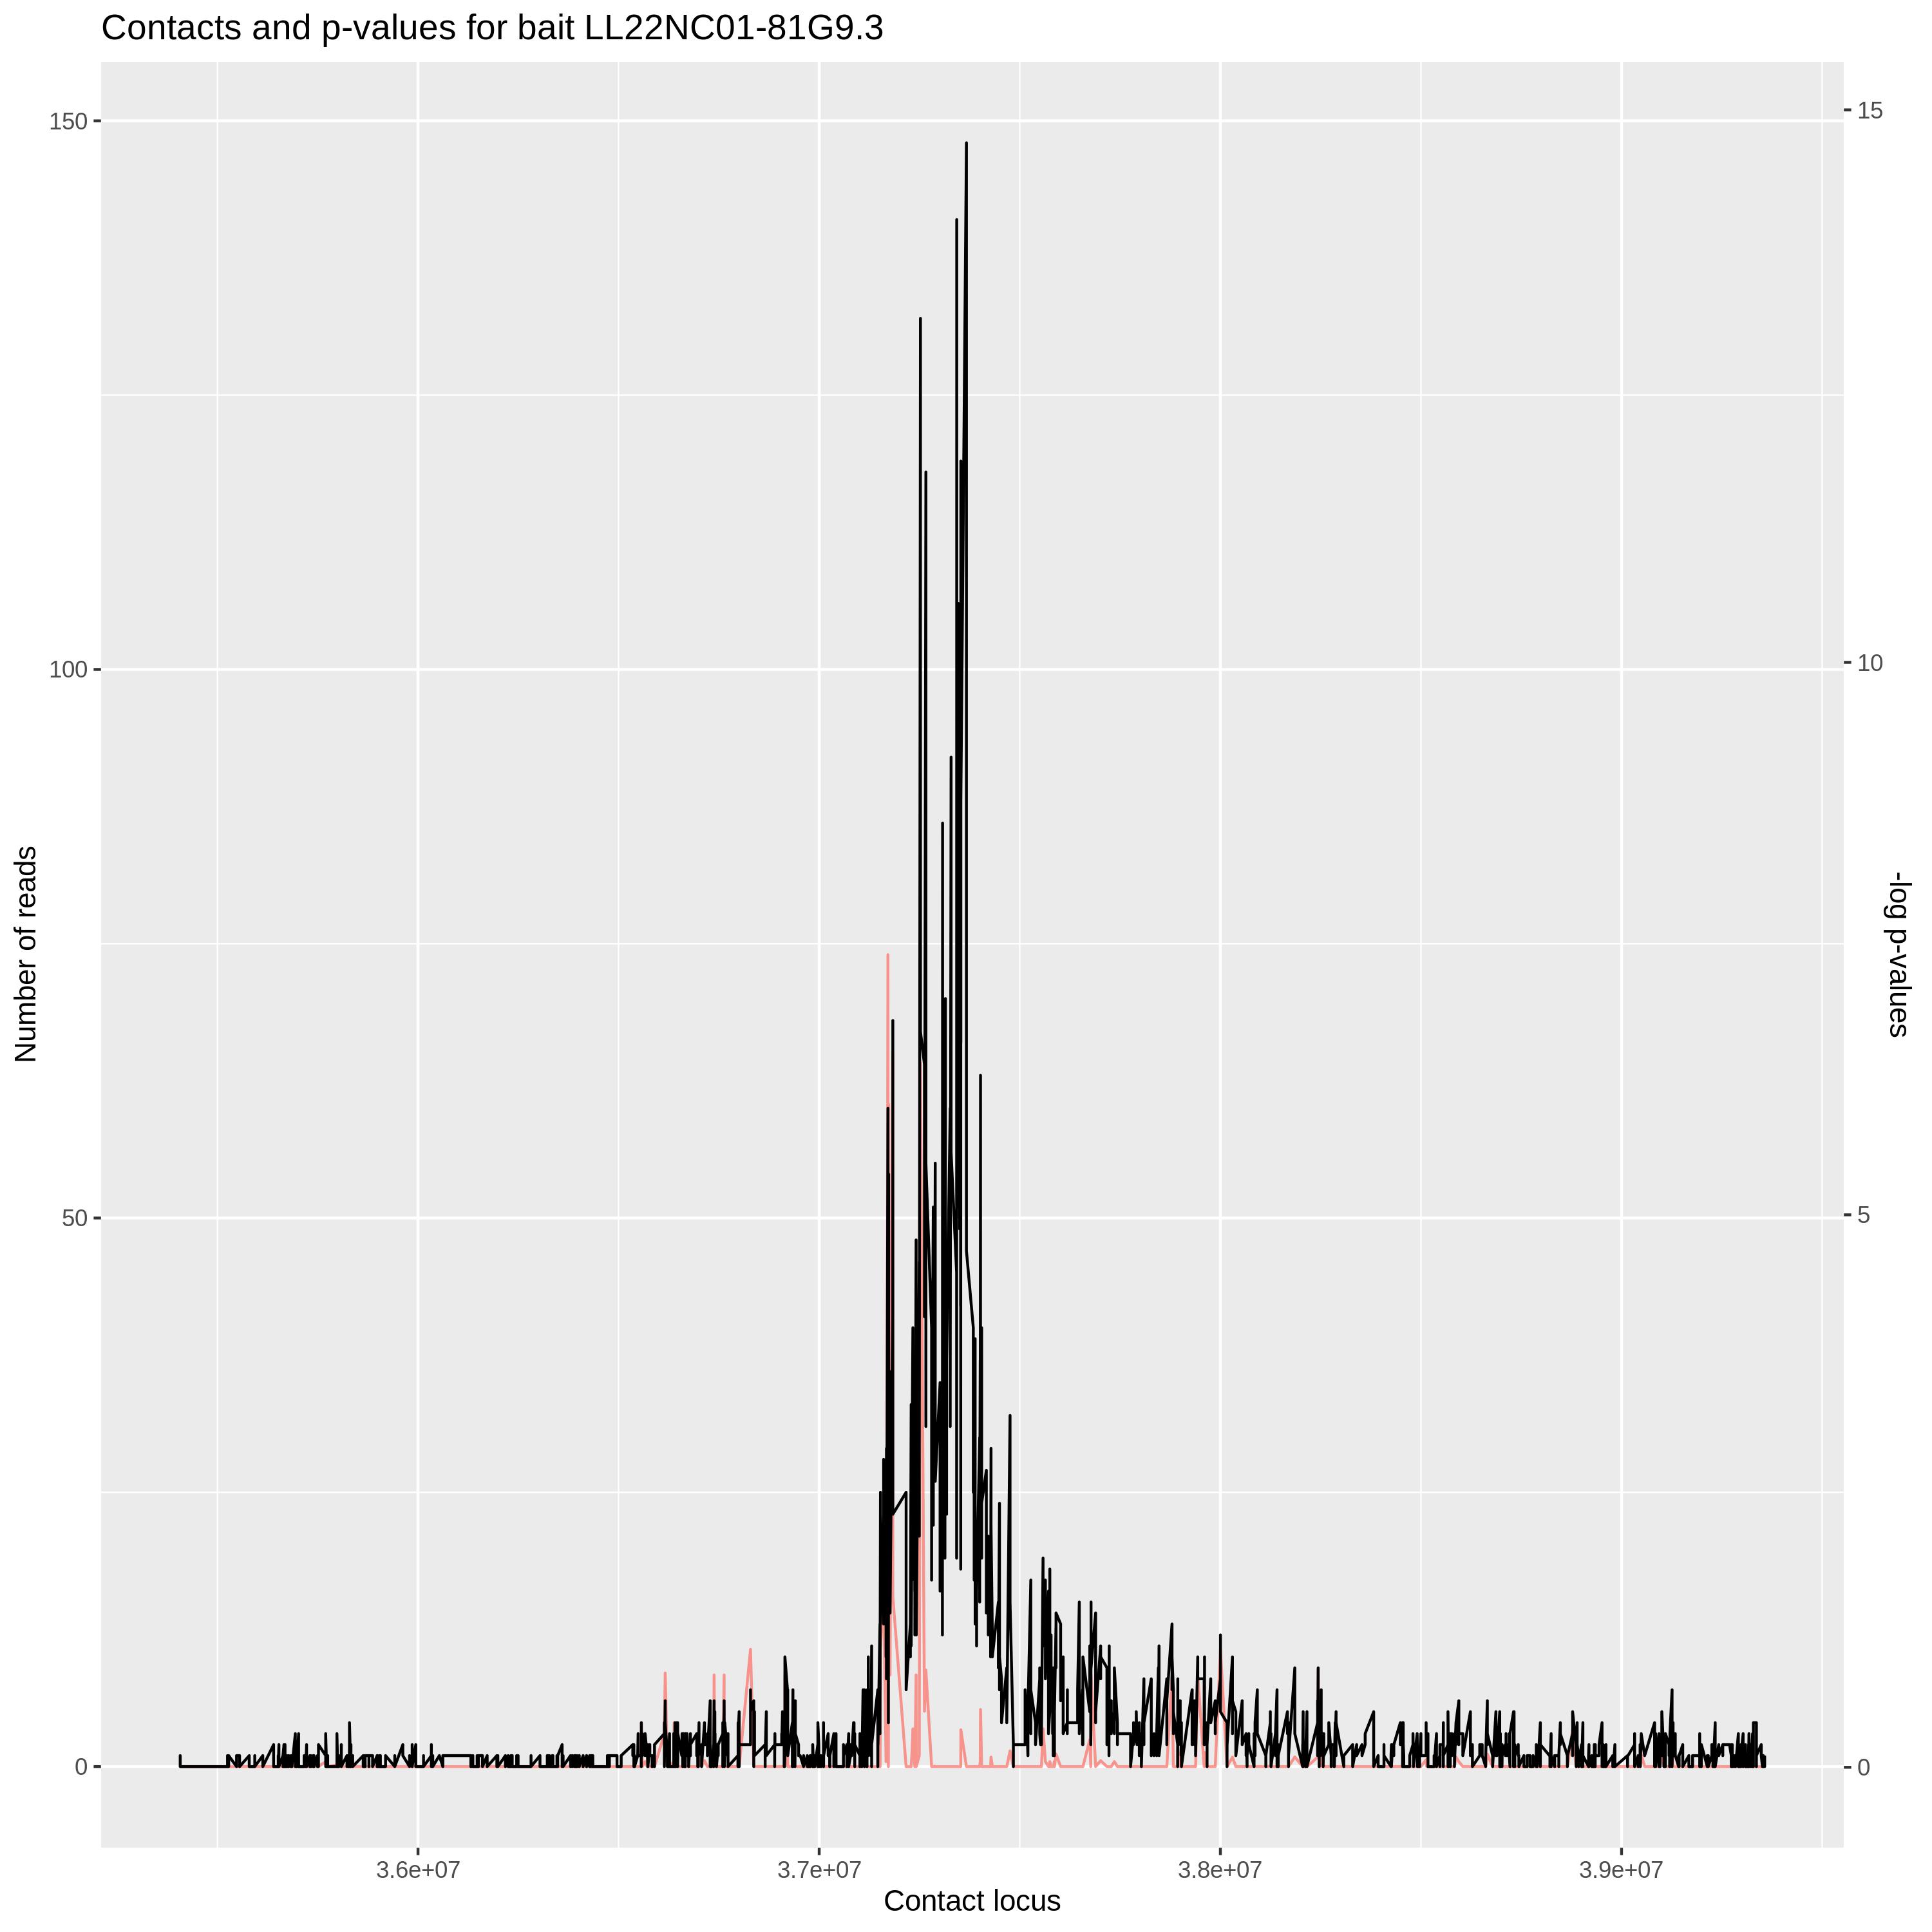 Contacts and p-values for bait LL22NC01-81G9.3
150
100
50
0
Number of reads
15
10
5
0
-log p-values
3.6e+07
3.7e+07
3.8e+07
3.9e+07
Contact locus